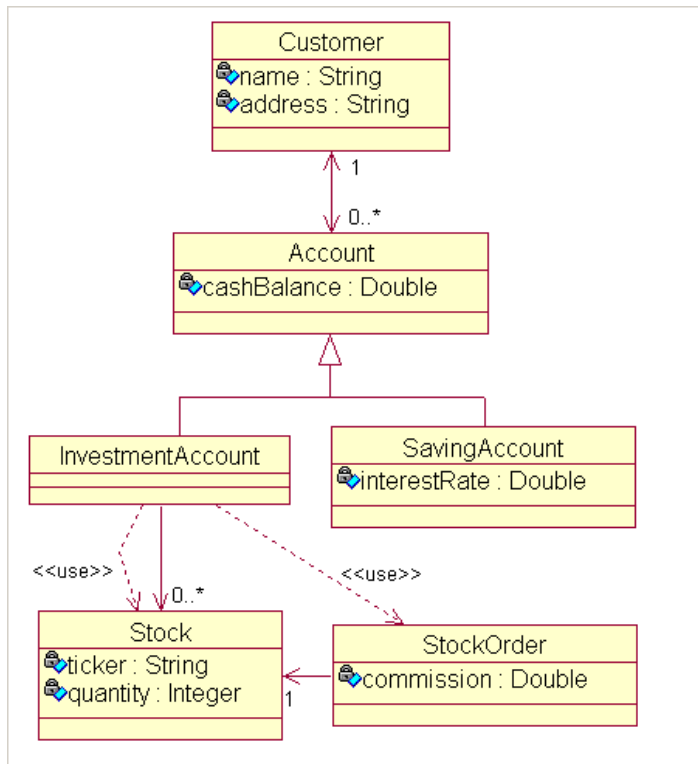 Customer
name : String
address : String
1
0..*
Account
cashBalance : Double
InvestmentAccount
SavingAccount
interestRate : Double
<<use>>
<<use>>
0..*
Stock
ticker : String
quantity : Integer
1
StockOrder
commission : Double